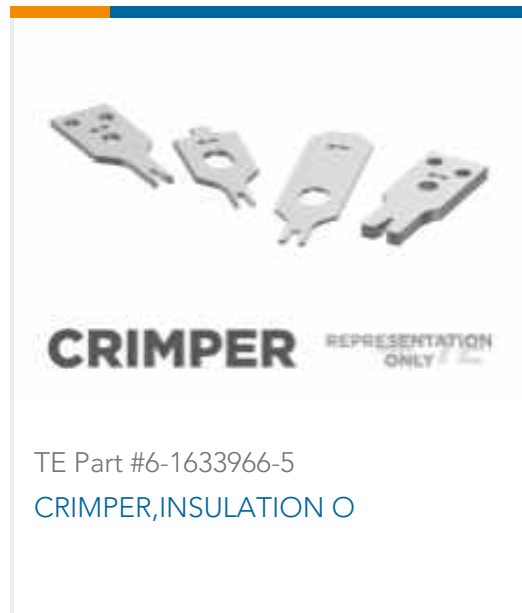 CRIMPER
REPRESENTATION
ONLY
TE Part #6-1633966-5
CRIMPER,INSULATION O